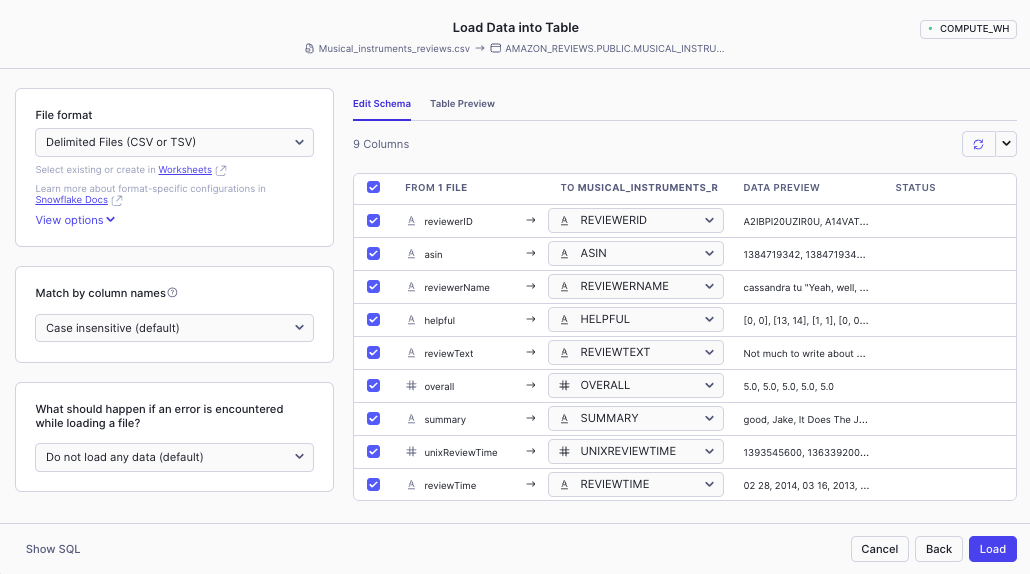 Load Data into Table
COMPUTE_WH
Musical_instruments_reviews.csv → AMAZON_REVIEWS.PUBLIC.MUSICAL_INSTRU...
File format
Delimited Files (CSV or TSV)
Select existing or create in Worksheets
Learn more about format-specific configurations in
Snowflake Docs
View options
Match by column names
Case insensitive (default)
What should happen if an error is encountered
while loading a file?
Do not load any data (default)
Edit Schema Table Preview
9 Columns
FROM 1 FILE TO MUSICAL_INSTRUMENTS_R DATA PREVIEW STATUS
A reviewerID → A REVIEWERID A2IBPI20UZIR0U, A14VAT...
A asin → A ASIN 1384719342, 138471934...
A reviewerName → A REVIEWERNAME cassandra tu "Yeah, well, ...
A helpful → A HELPFUL [0, 0], [13, 14], [1, 1], [0, 0...
A reviewText → A REVIEWTEXT Not much to write about ...
# overall → # OVERALL 5.0, 5.0, 5.0, 5.0, 5.0
A summary → A SUMMARY good, Jake, It Does The J...
# unixReviewTime → # UNIXREVIEWTIME 1393545600, 136339200...
A reviewTime → A REVIEWTIME 02 28, 2014, 03 16, 2013, ...
Show SQL
Cancel Back Load